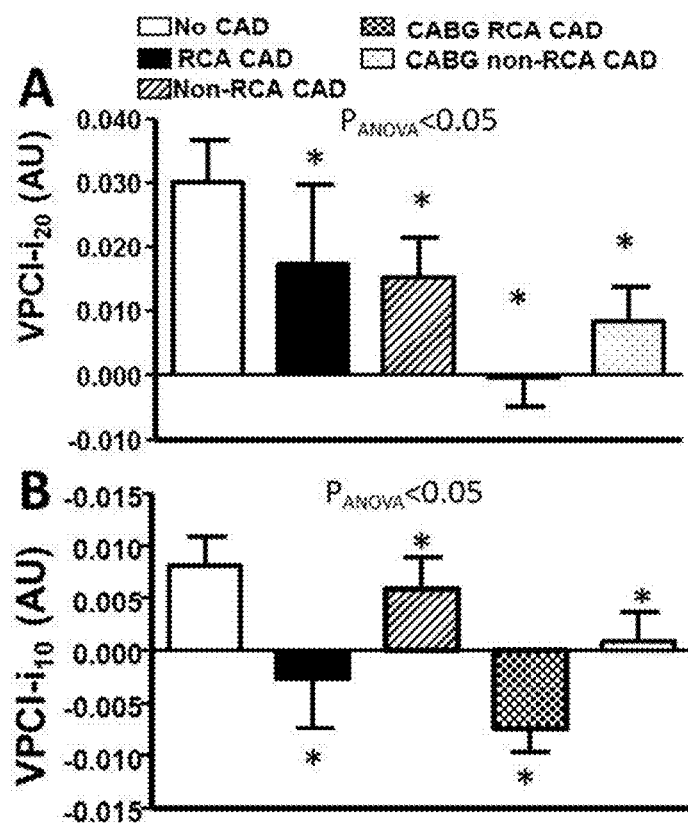 No CAD
CABG RCA CAD
RCA CAD
CABG non-RCA CAD
Non-RCA CAD
A
P_ANOVA<0.05
VPCI-i20 (AU)
0.040
*
0.030
*
*
0.020
*
0.010
0.000
-0.010
B
P_ANOVA<0.05
VPCI-i10 (AU)
-0.015
0.010
*
0.005
*
0.000
-0.005
-0.010
*
*
-0.015